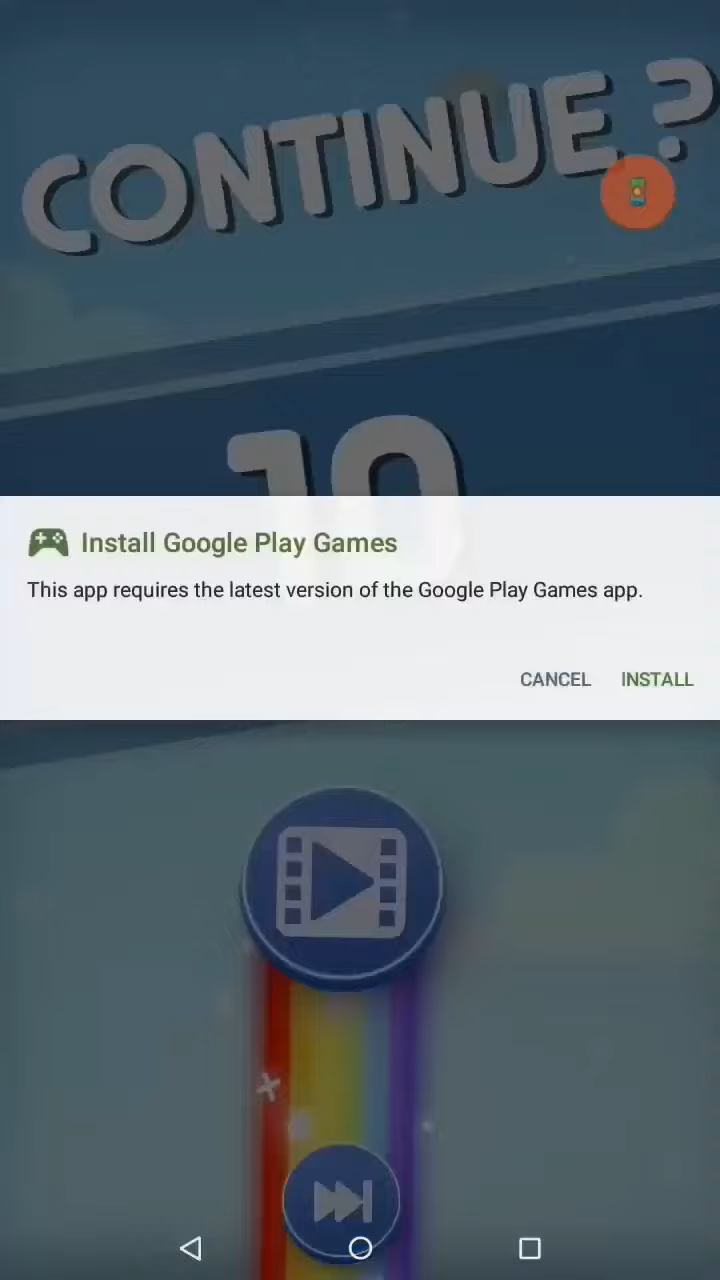 CONTINUE ?
10
Install Google Play Games
This app requires the latest version of the Google Play Games app.
CANCEL INSTALL